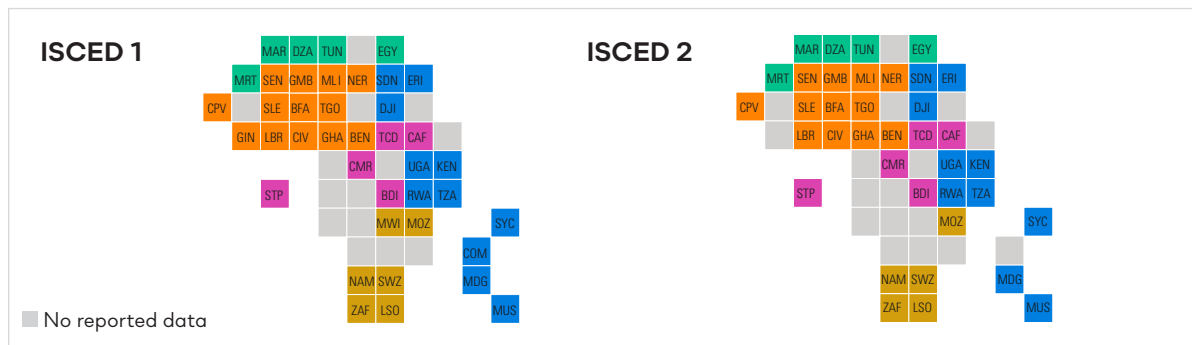 ISCED 1
MAR DZA TUN EGY
MRT SEN GMB MLI NER SDN ERI
CPV SLE BFA TGO DJI
GIN LBR CIV GHA BEN TCD CAF
CMR UGA KEN
STP BDI RWA TZA
MWI MOZ SYC
COM
NAM SWZ MDG
ZAF LSO MUS
No reported data
ISCED 2
MAR DZA TUN EGY
MRT SEN GMB MLI NER SDN ERI
CPV SLE BFA TGO DJI
LBR CIV GHA BEN TCD CAF
CMR UGA KEN
STP BDI RWA TZA
MOZ SYC
NAM SWZ MDG
ZAF LSO MUS